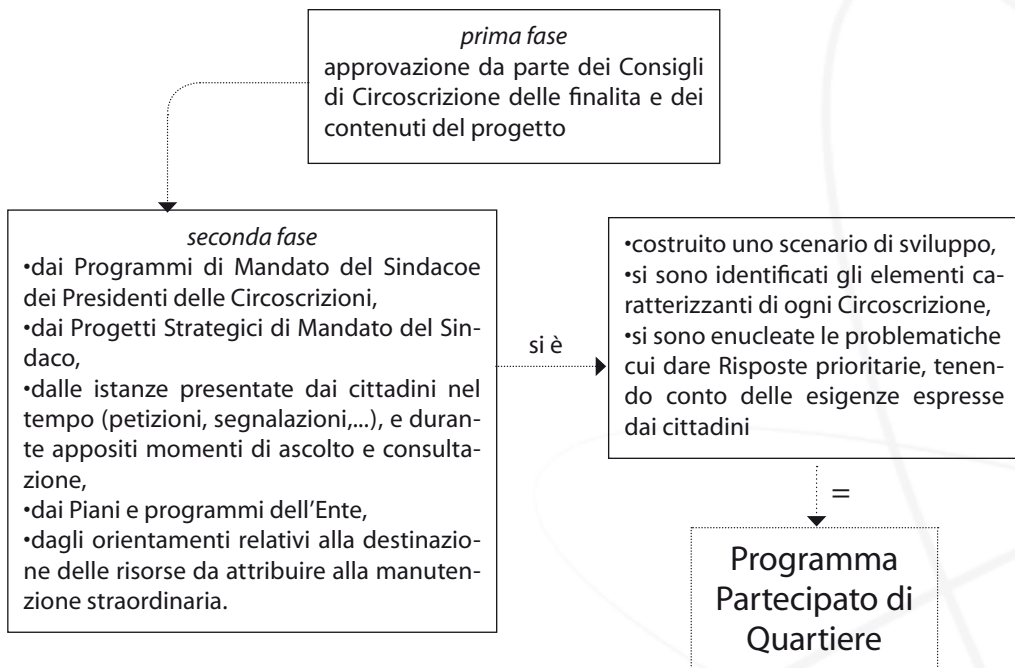 prima fase
approvazione da parte dei Consigli
di Circoscrizione delle finalita e dei
contenuti del progetto
seconda fase
•dai Programmi di Mandato del Sindacoe
dei Presidenti delle Circoscrizioni,
•dai Progetti Strategici di Mandato del Sin-
daco,
•dalle istanze presentate dai cittadini nel
tempo (petizioni, segnalazioni,...), e duran-
te appositi momenti di ascolto e consulta-
zione,
•dai Piani e programmi dell'Ente,
•dagli orientamenti relativi alla destinazio-
ne delle risorse da attribuire alla manuten-
zione straordinaria.
si è
•costruito uno scenario di sviluppo,
•si sono identificati gli elementi ca-
ratterizzanti di ogni Circoscrizione,
•si sono enucleate le problematiche
cui dare Risposte prioritarie, tenen-
do conto delle esigenze espresse
dai cittadini
=
Programma
Partecipato di
Quartiere